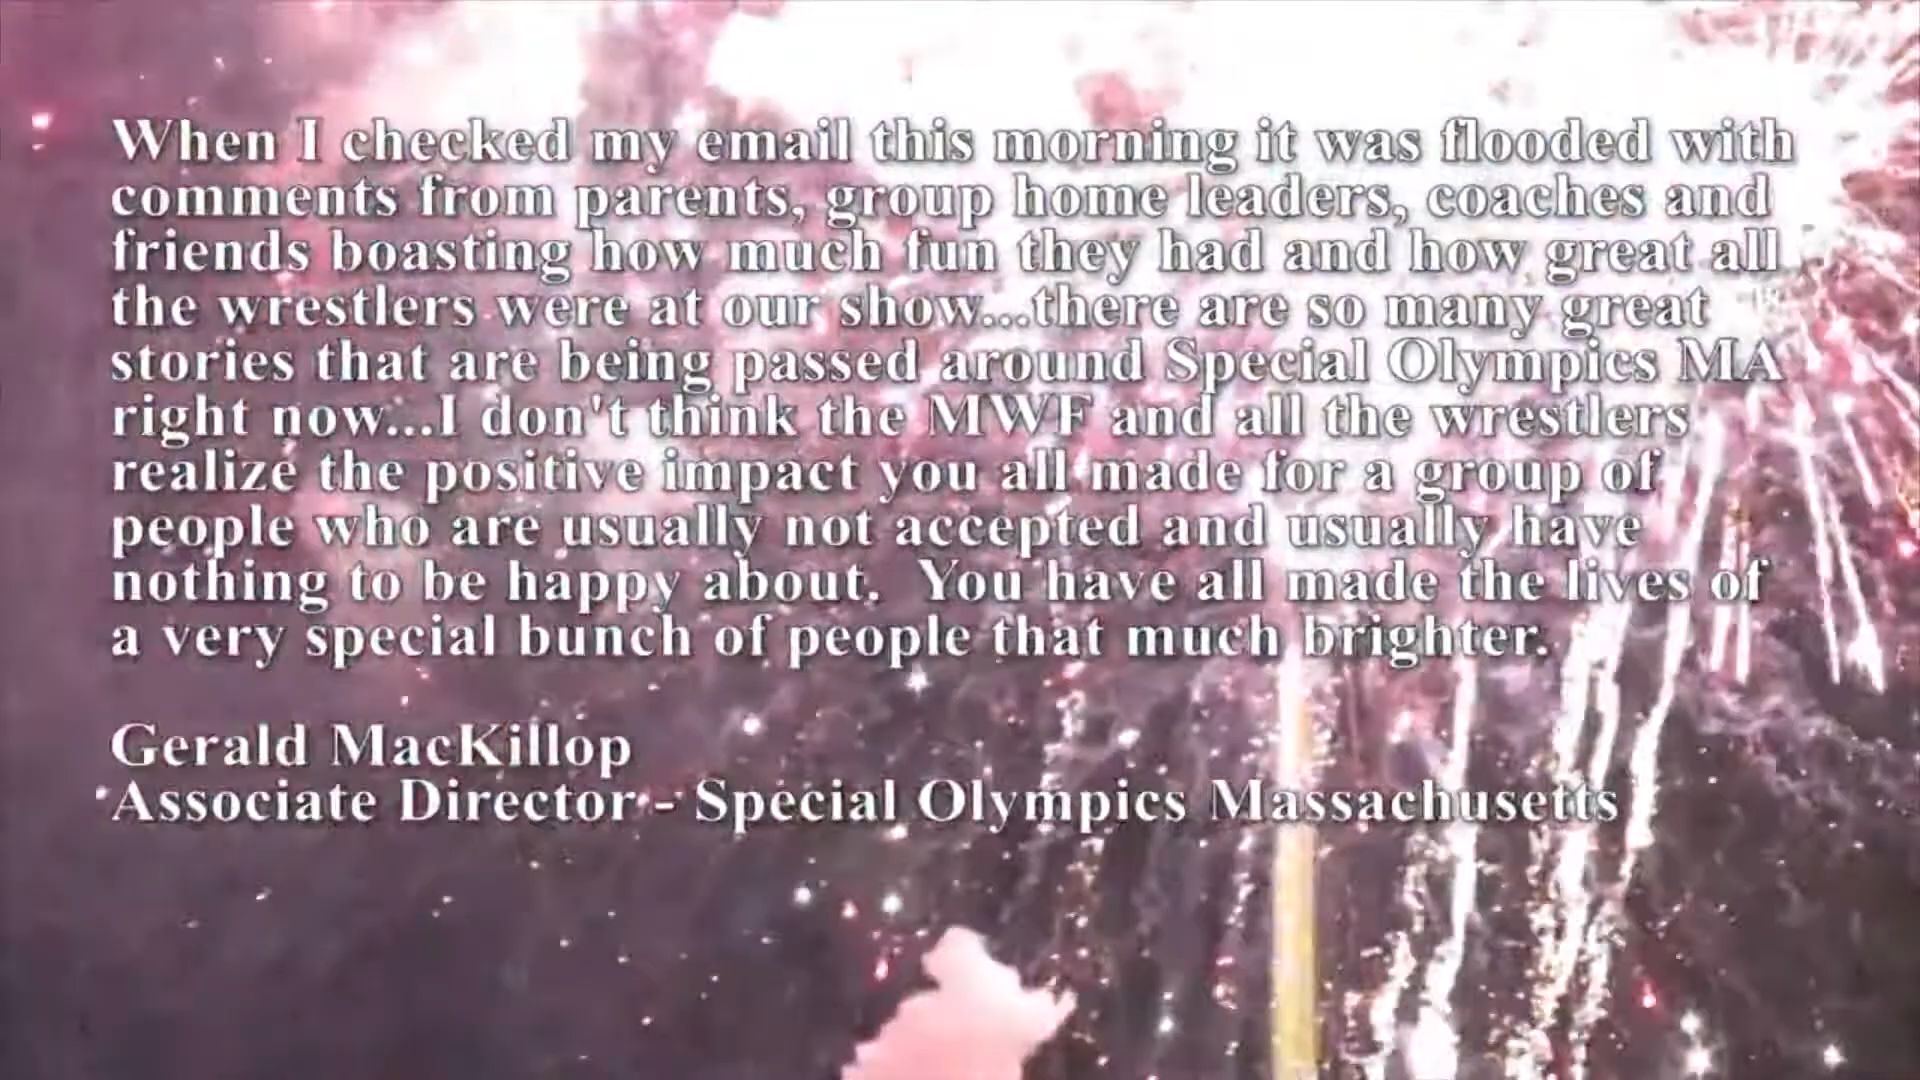 When I checked my email this morning it was flooded with
comments from parents, group home leaders, coaches and
friends boasting how much fun they had and how great all
the wrestlers were at our show...there are so many great
stories that are being passed around Special Olympics MA
right now...I don't think the MWF and all the wrestlers
realize the positive impact you all made for a group of
people who are usually not accepted and usually have
nothing to be happy about.  You have all made the lives of
a very special bunch of people that much brighter.
Gerald MacKillop
Associate Director - Special Olympics Massachusetts